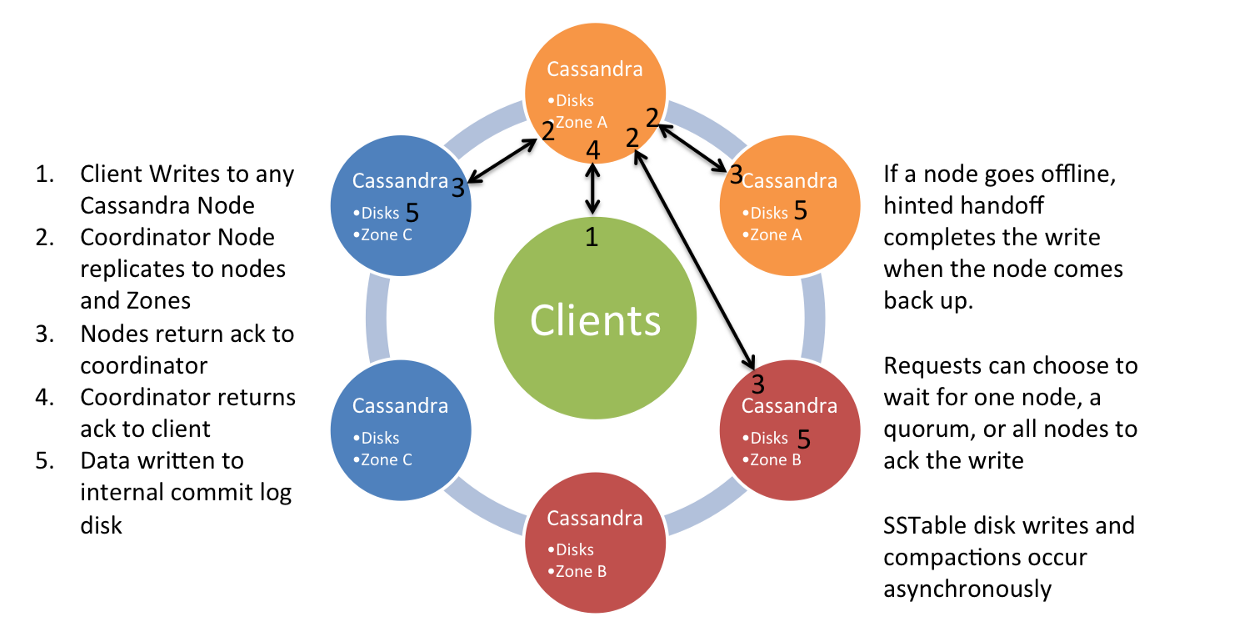 1. Client Writes to any
Cassandra Node
2. Coordinator Node
replicates to nodes
and Zones
3. Nodes return ack to
coordinator
4. Coordinator returns
ack to client
5. Data written to
internal commit log
disk
Cassandra
•Disks
•Zone A
2
2
2
4
Cassandra
3
•Disks 5
•Zone C
3
Cassandra
•Disks 5
•Zone A
1
Clients
Cassandra
•Disks
•Zone C
3
Cassandra
•Disks 5
•Zone B
Cassandra
•Disks
•Zone B
If a node goes offline,
hinted handoff
completes the write
when the node comes
back up.
Requests can choose to
wait for one node, a
quorum, or all nodes to
ack the write
SSTable disk writes and
compactions occur
asynchronously